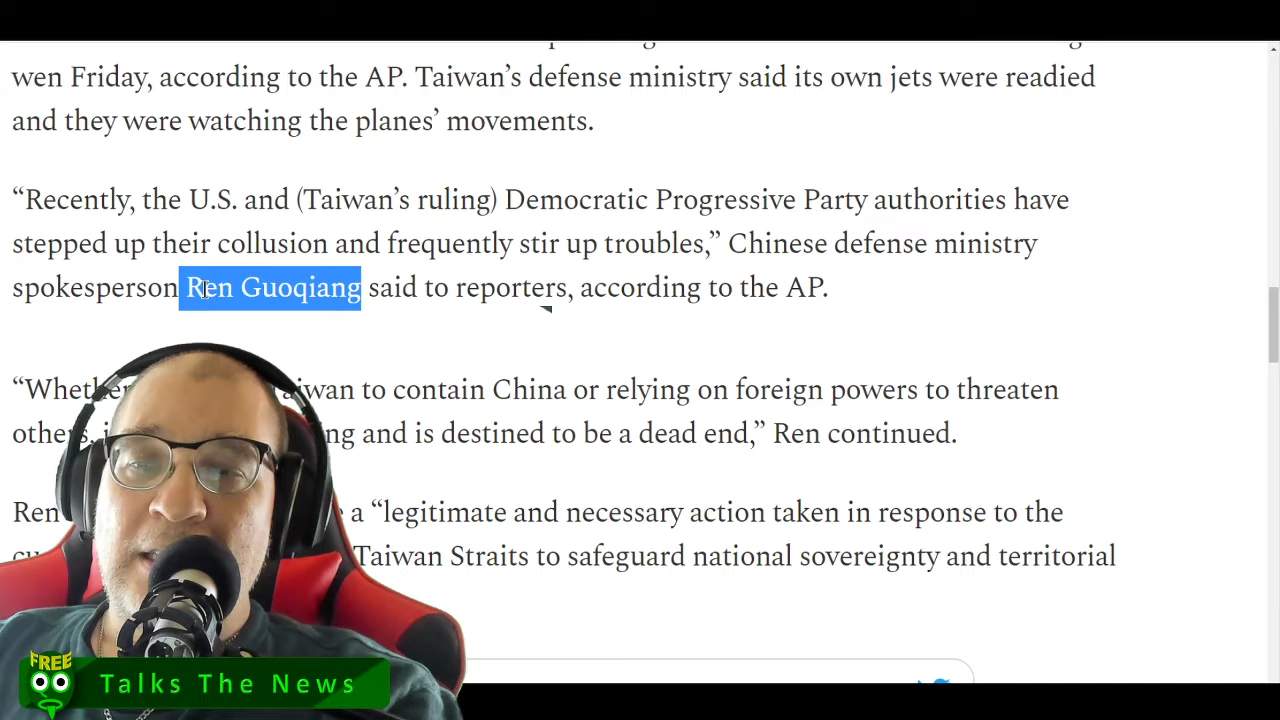 wen Friday, according to the AP. Taiwan’s defense ministry said its own jets were readied
and they were watching the planes’ movements.
“Recently, the U.S. and (Taiwan’s ruling) Democratic Progressive Party authorities have
stepped up their collusion and frequently stir up troubles,” Chinese defense ministry
spokesperson Ren Guoqiang said to reporters, according to the AP.
“Whether Taiwan to contain China or relying on foreign powers to threaten
others, and is destined to be a dead end,” Ren continued.
Ren a “legitimate and necessary action taken in response to the
Taiwan Straits to safeguard national sovereignty and territorial
FREE
Talks The News